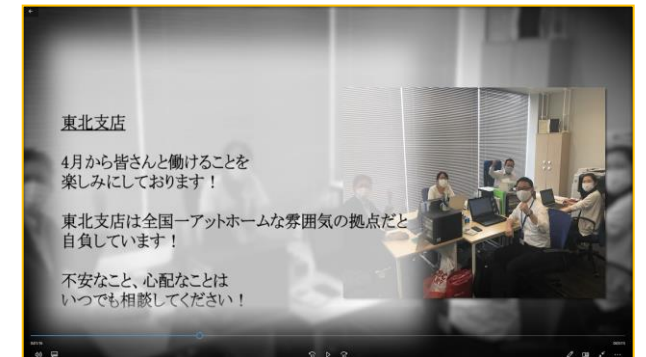 東北支店
4月から皆さんと働けることを
楽しみにしております！
東北支店は全国一アットホームな雰囲気の拠点だと
自負しています！
不安なこと、心配なことは
いつでも相談してください！